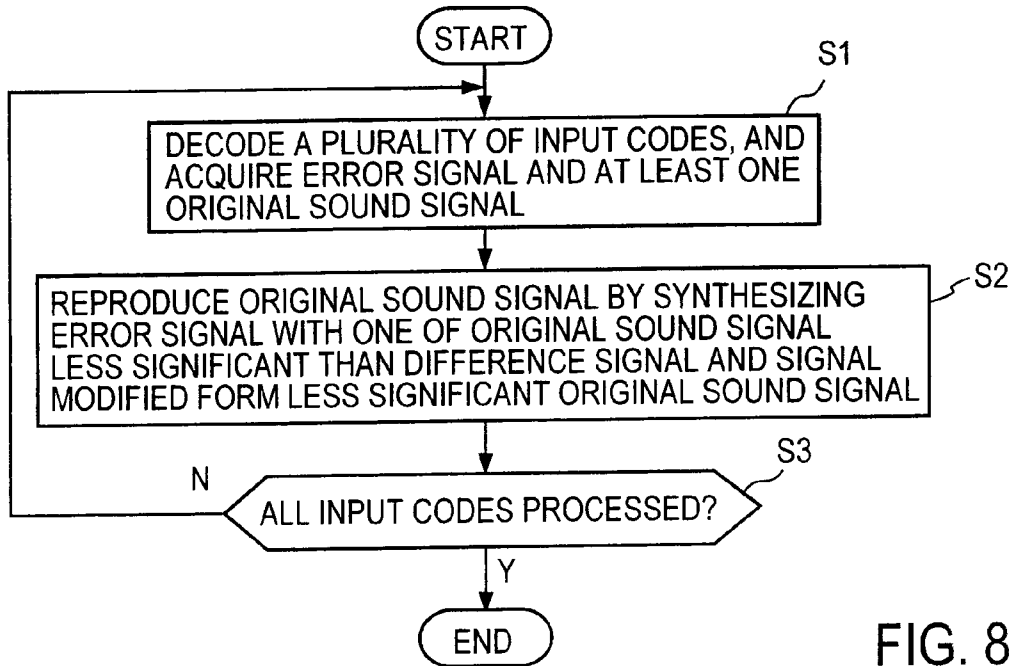 START
S1
DECODE A PLURALITY OF INPUT CODES, AND
ACQUIRE ERROR SIGNAL AND AT LEAST ONE
ORIGINAL SOUND SIGNAL
S2
REPRODUCE ORIGINAL SOUND SIGNAL BY SYNTHESIZING
ERROR SIGNAL WITH ONE OF ORIGINAL SOUND SIGNAL
LESS SIGNIFICANT THAN DIFFERENCE SIGNAL AND SIGNAL
MODIFIED FORM LESS SIGNIFICANT ORIGINAL SOUND SIGNAL
S3
N
ALL INPUT CODES PROCESSED?
Y
END
FIG. 8